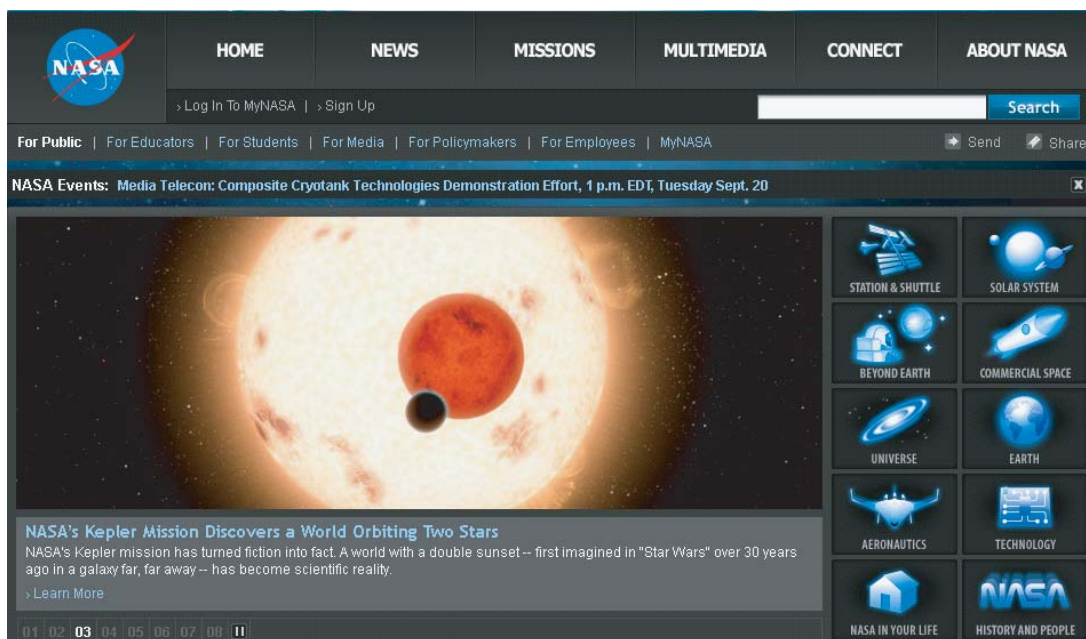 NASA
HOME NEWS MISSIONS MULTIMEDIA CONNECT ABOUT NASA
› Log In To MyNASA | › Sign Up
Search
For Public | For Educators | For Students | For Media | For Policymakers | For Employees | MyNASA
Send Share
NASA Events: Media Telecon: Composite Cryotank Technologies Demonstration Effort, 1 p.m. EDT, Tuesday Sept. 20
X
STATION & SHUTTLE SOLAR SYSTEM
BEYOND EARTH COMMERCIAL SPACE
UNIVERSE EARTH
AERONAUTICS TECHNOLOGY
NASA
NASA IN YOUR LIFE HISTORY AND PEOPLE
NASA's Kepler Mission Discovers a World Orbiting Two Stars
NASA's Kepler mission has turned fiction into fact. A world with a double sunset -- first imagined in "Star Wars" over 30 years
ago in a galaxy far, far away -- has become scientific reality.
› Learn More
01 02 03 04 05 06 07 08